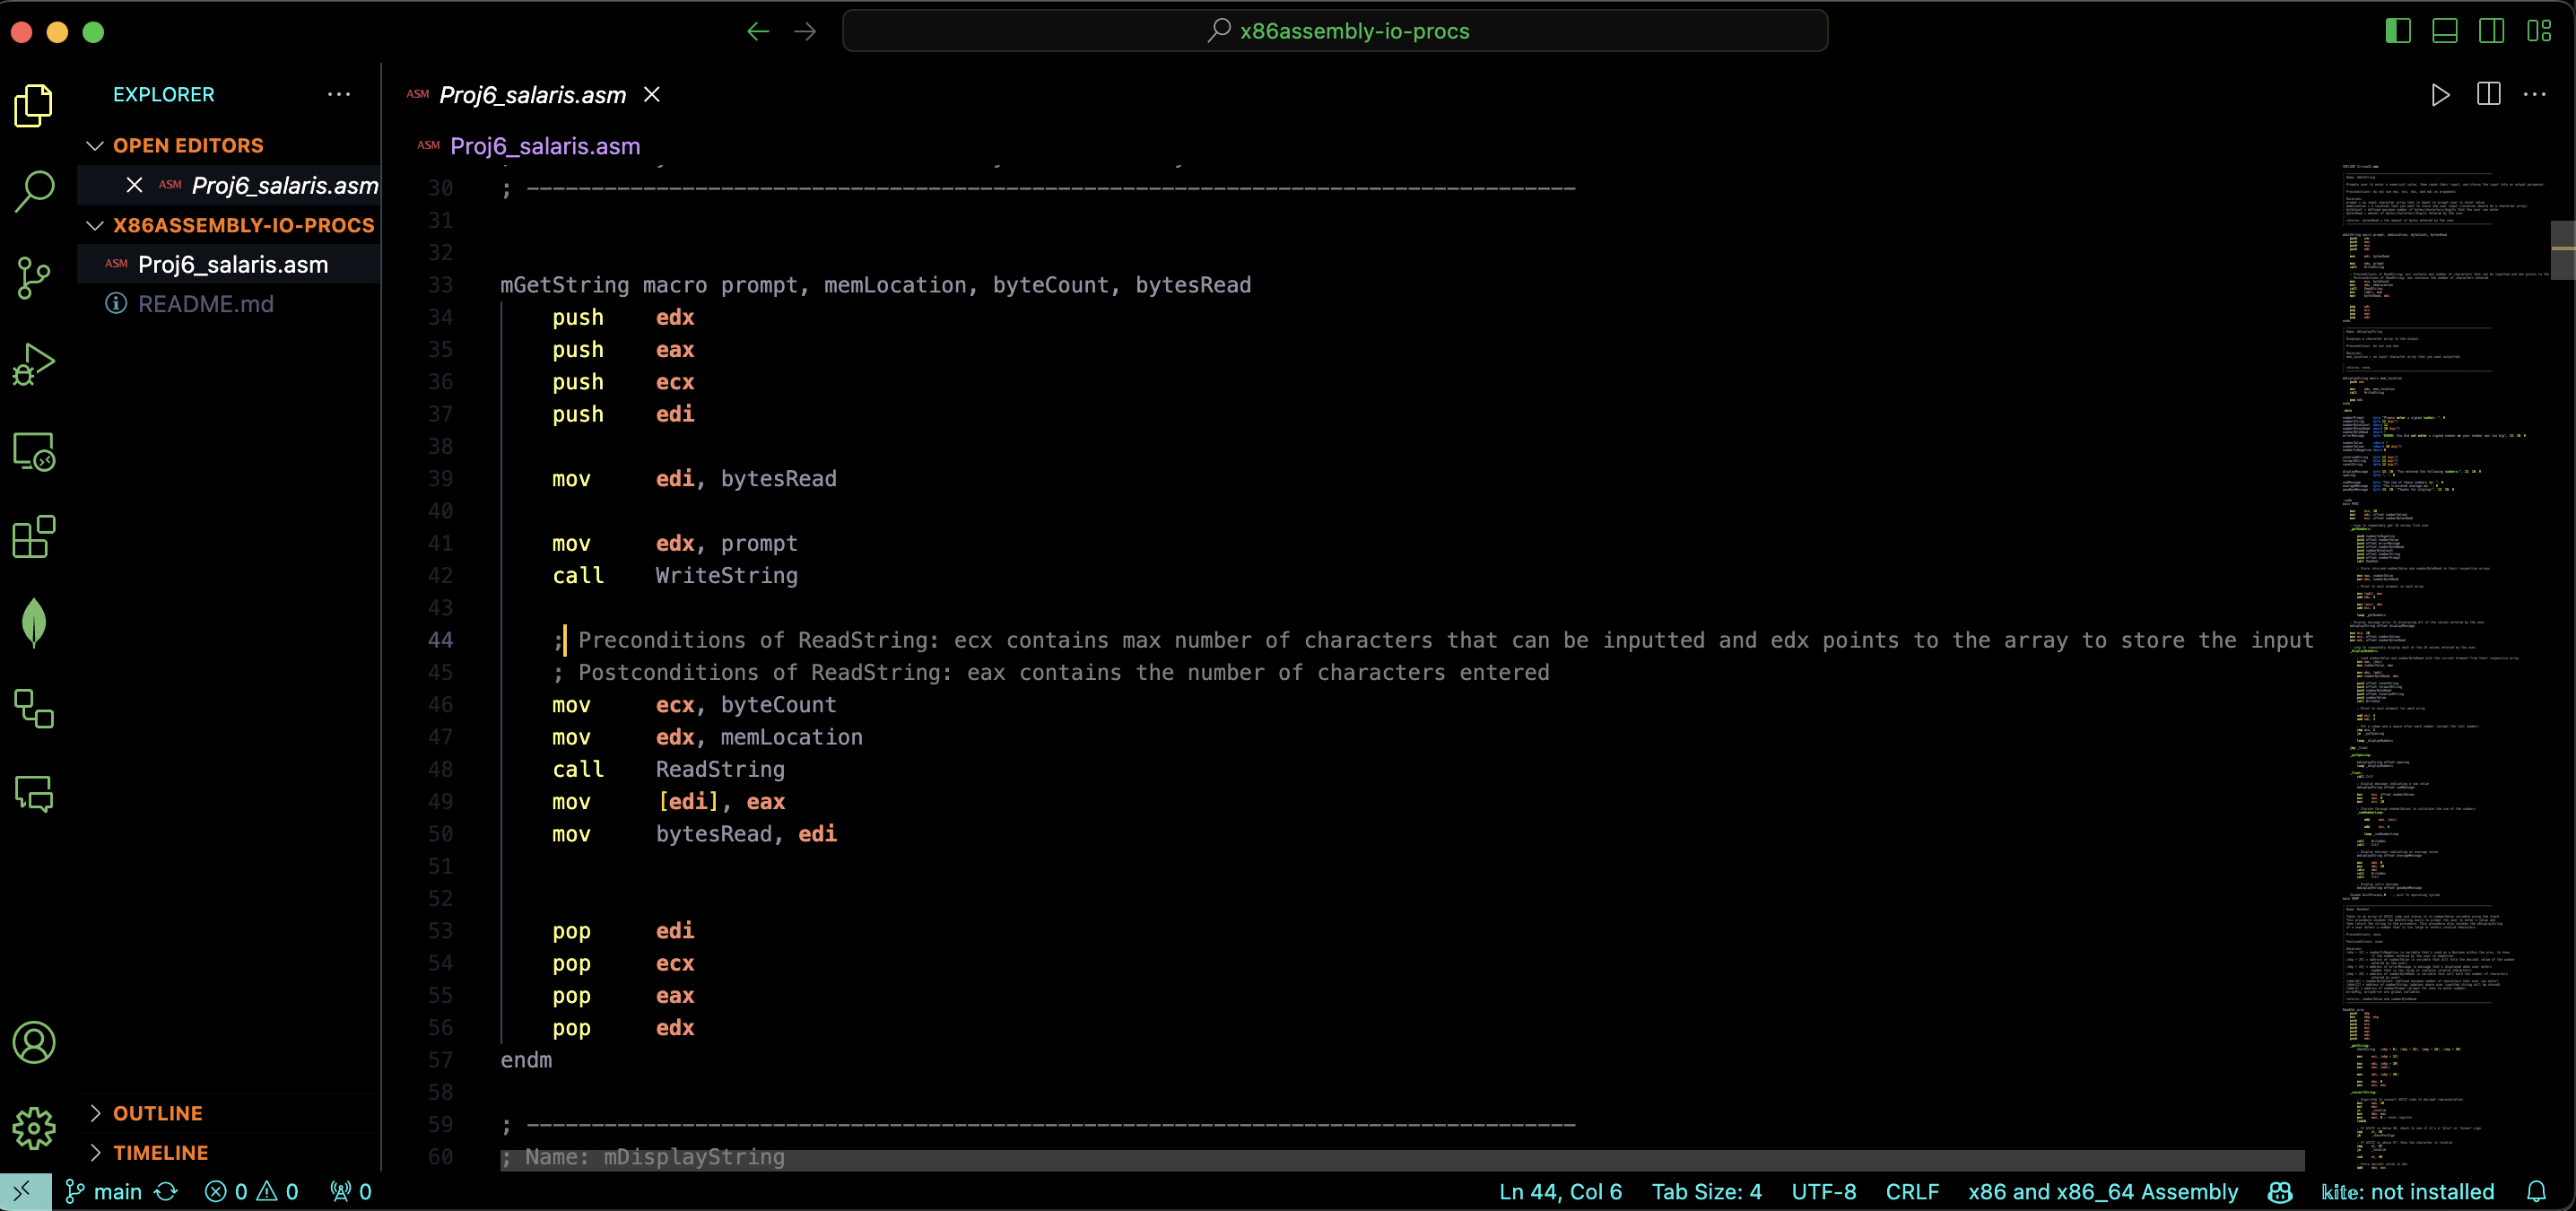 x86assembly-io-procs
EXPLORER
ASM Proj6_salaris.asm
OPEN EDITORS
ASM Proj6_salaris.asm
X86ASSEMBLY-IO-PROCS
ASM Proj6_salaris.asm
README.md
OUTLINE
TIMELINE
ASM Proj6_salaris.asm
30 ; ---------------------------------------------------------------------------------
31
32
33 mGetString macro prompt, memLocation, byteCount, bytesRead
34 push edx
35 push eax
36 push ecx
37 push edi
38
39 mov edi, bytesRead
40
41 mov edx, prompt
42 call WriteString
43
44 ; Preconditions of ReadString: ecx contains max number of characters that can be inputted and edx points to the array to store the input
45 ; Postconditions of ReadString: eax contains the number of characters entered
46 mov ecx, byteCount
47 mov edx, memLocation
48 call ReadString
49 mov [edi], eax
50 mov bytesRead, edi
51
52
53 pop edi
54 pop ecx
55 pop eax
56 pop edx
57 endm
58
59 ; ---------------------------------------------------------------------------------
60 ; Name: mDisplayString
main 0 0 0
Ln 44, Col 6 Tab Size: 4 UTF-8 CRLF x86 and x86_64 Assembly kite: not installed